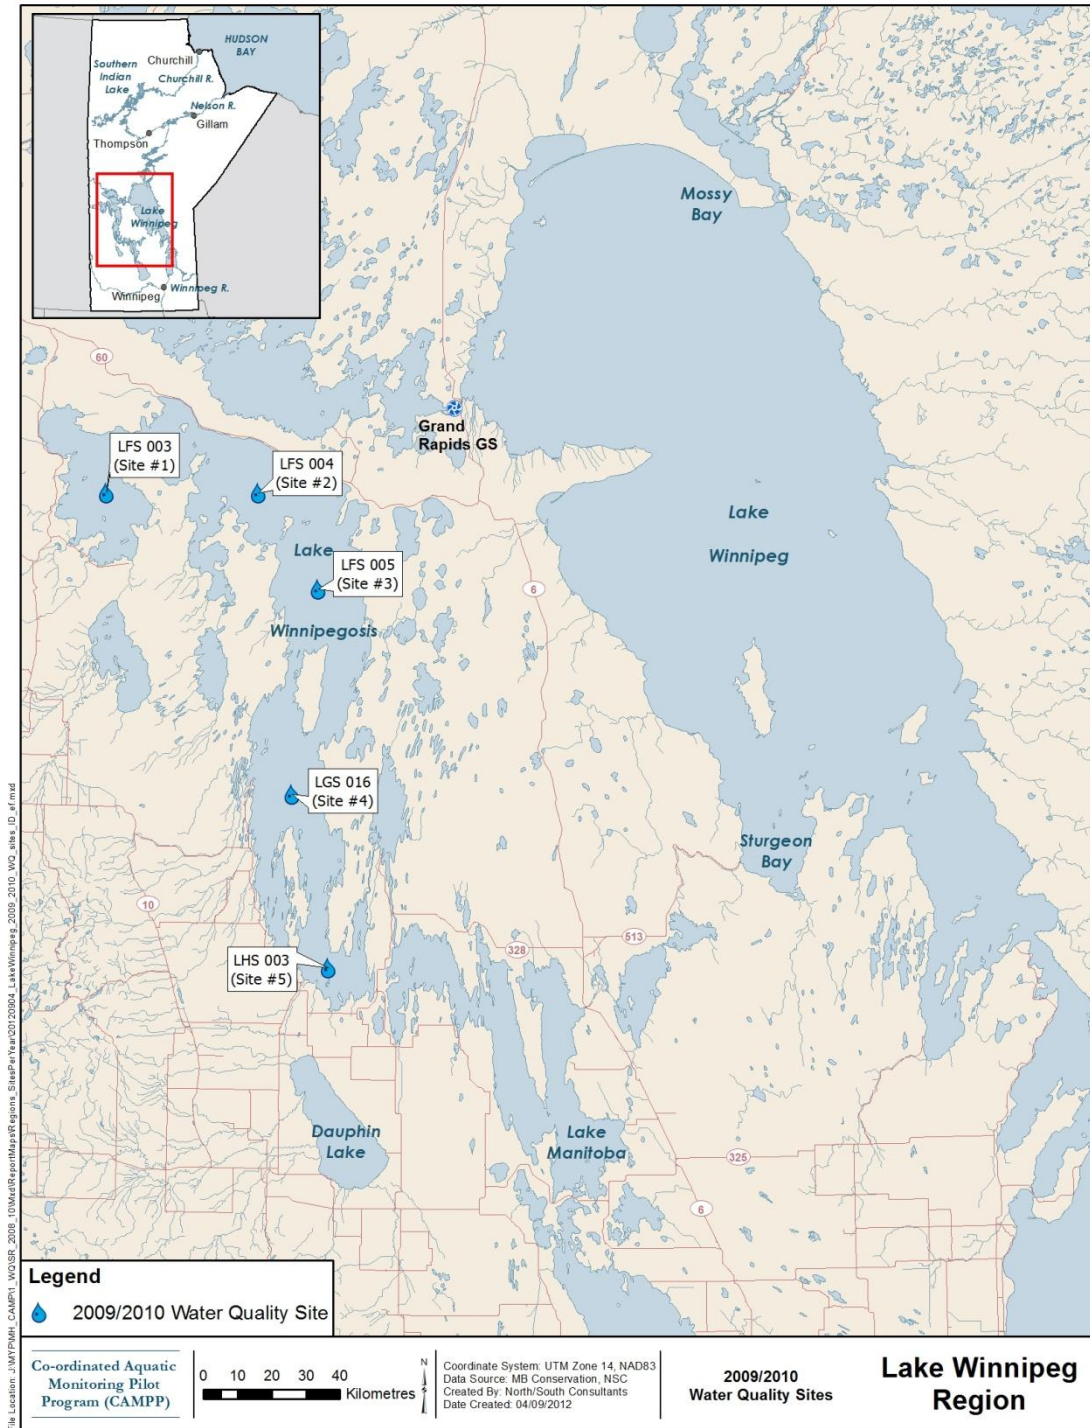 HUDSON
BAY
Churchill
Southern
Indian
Lake
Churchill R.
Nelson R.
Gillam
Thompson
Lake
Winnipeg
Winnipeg
Winnipeg R.
Mossy
Bay
60
Grand
Rapids GS
LFS 003
(Site #1)
LFS 004
(Site #2)
Lake
Winnipegosis
LFS 005
(Site #3)
Lake
Winnipeg
6
LGS 016
(Site #4)
Sturgeon
Bay
10
LHS 003
(Site #5)
328
513
Dauphin
Lake
Lake
Manitoba
325
6
Legend
2009/2010 Water Quality Site
Co-ordinated Aquatic
Monitoring Pilot
Program (CAMPP)
0 10 20 30 40
Kilometres
N
Coordinate System: UTM Zone 14, NAD83
Data Source: MB Conservation, NSC
Created By: North/South Consultants
Date Created: 04/09/2012
2009/2010
Water Quality Sites
Lake Winnipeg
Region